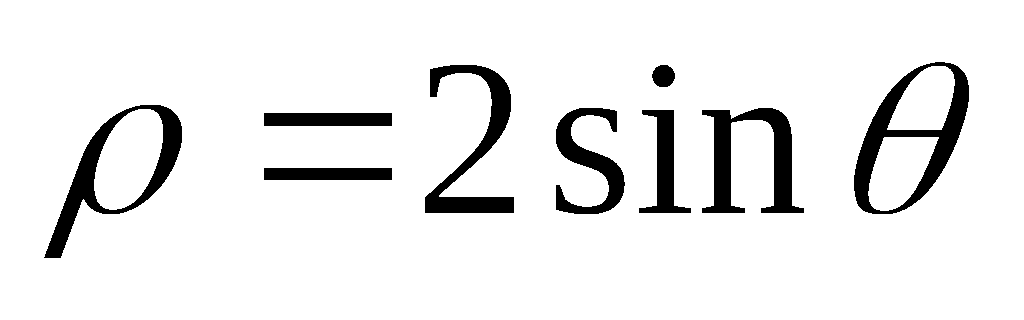 ρ = 2 sin θ